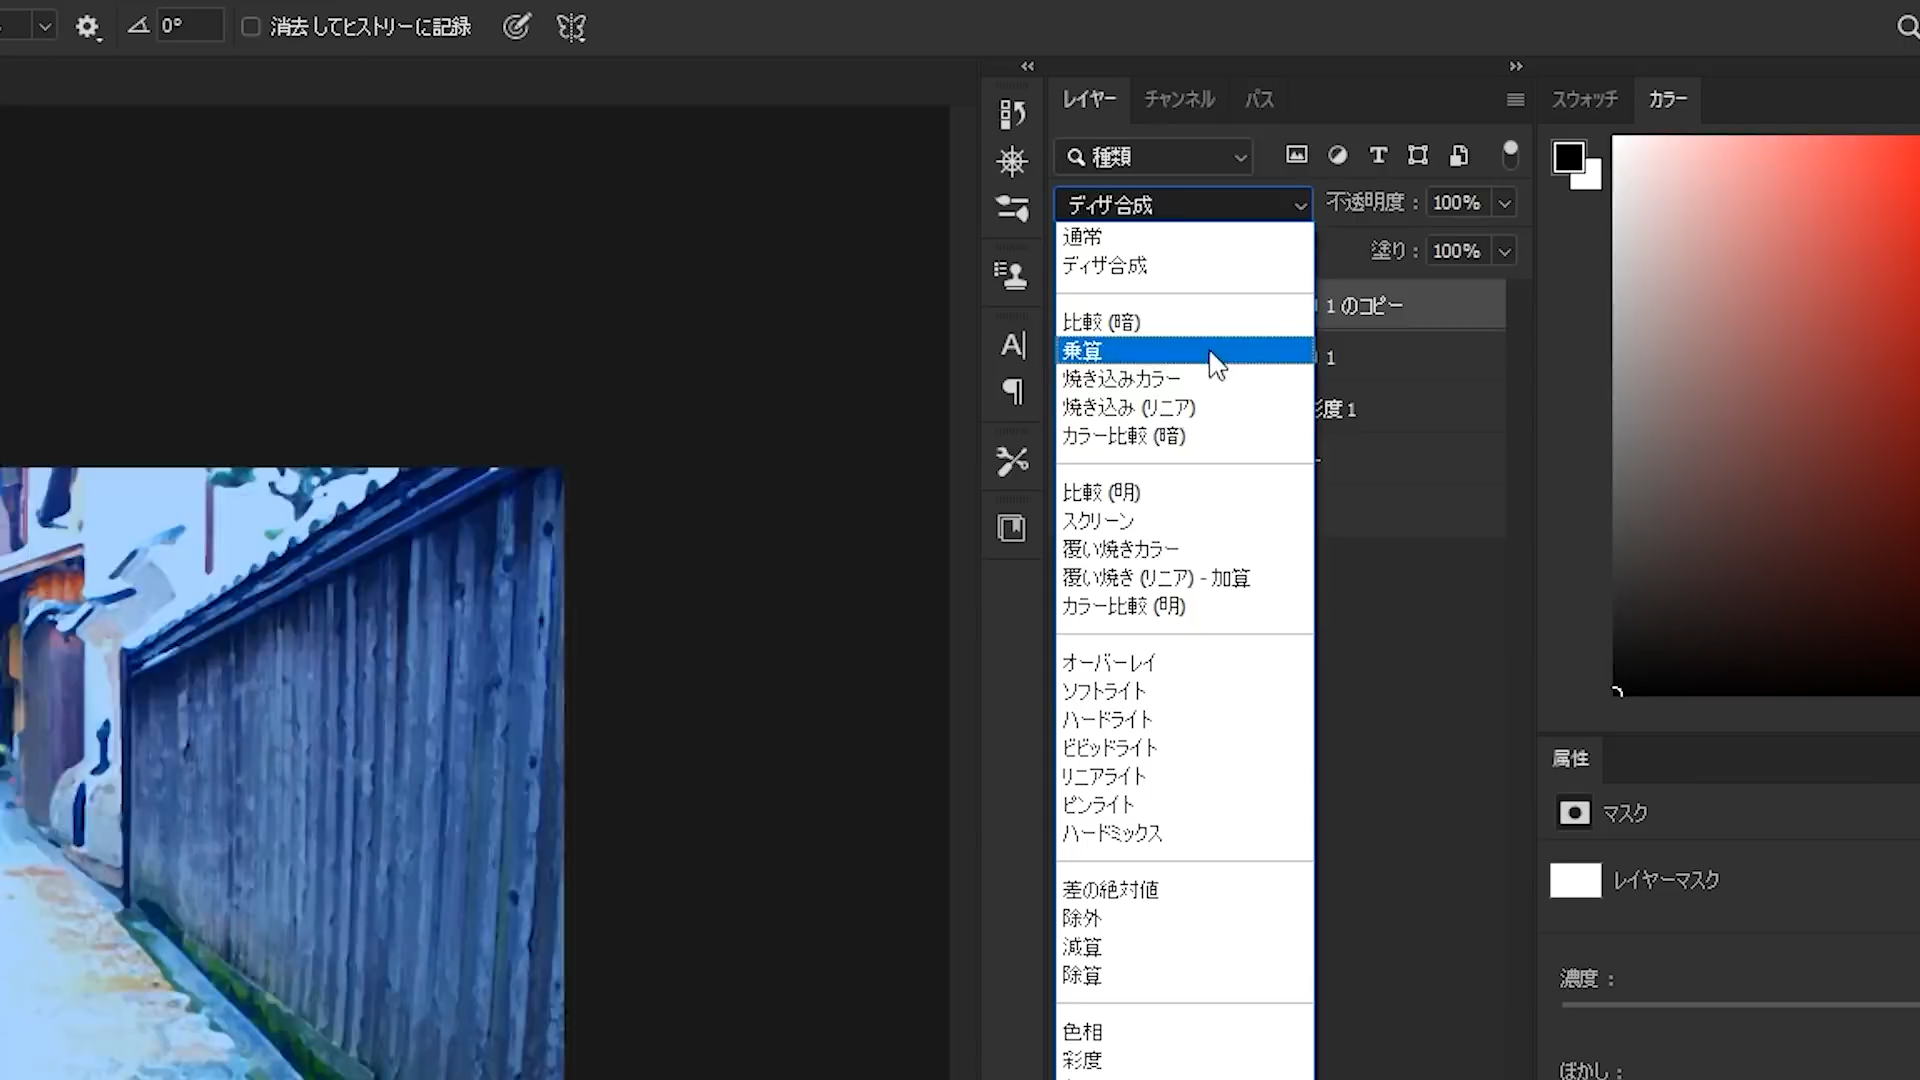 0°
消去してヒストリーに記録
レイヤー
チャンネル
パス
種類
ディザ合成
不透明度： 100%
塗り： 100%
通常
ディザ合成
比較 (暗)
乗算
焼き込みカラー
焼き込み (リニア)
カラー比較 (暗)
比較 (明)
スクリーン
覆い焼きカラー
覆い焼き (リニア) - 加算
カラー比較 (明)
オーバーレイ
ソフトライト
ハードライト
ビビッドライト
リニアライト
ピンライト
ハードミックス
差の絶対値
除外
減算
除算
色相
彩度
1 のコピー
1
彩度 1
スウォッチ
カラー
属性
マスク
レイヤーマスク
濃度：
ぼかし：